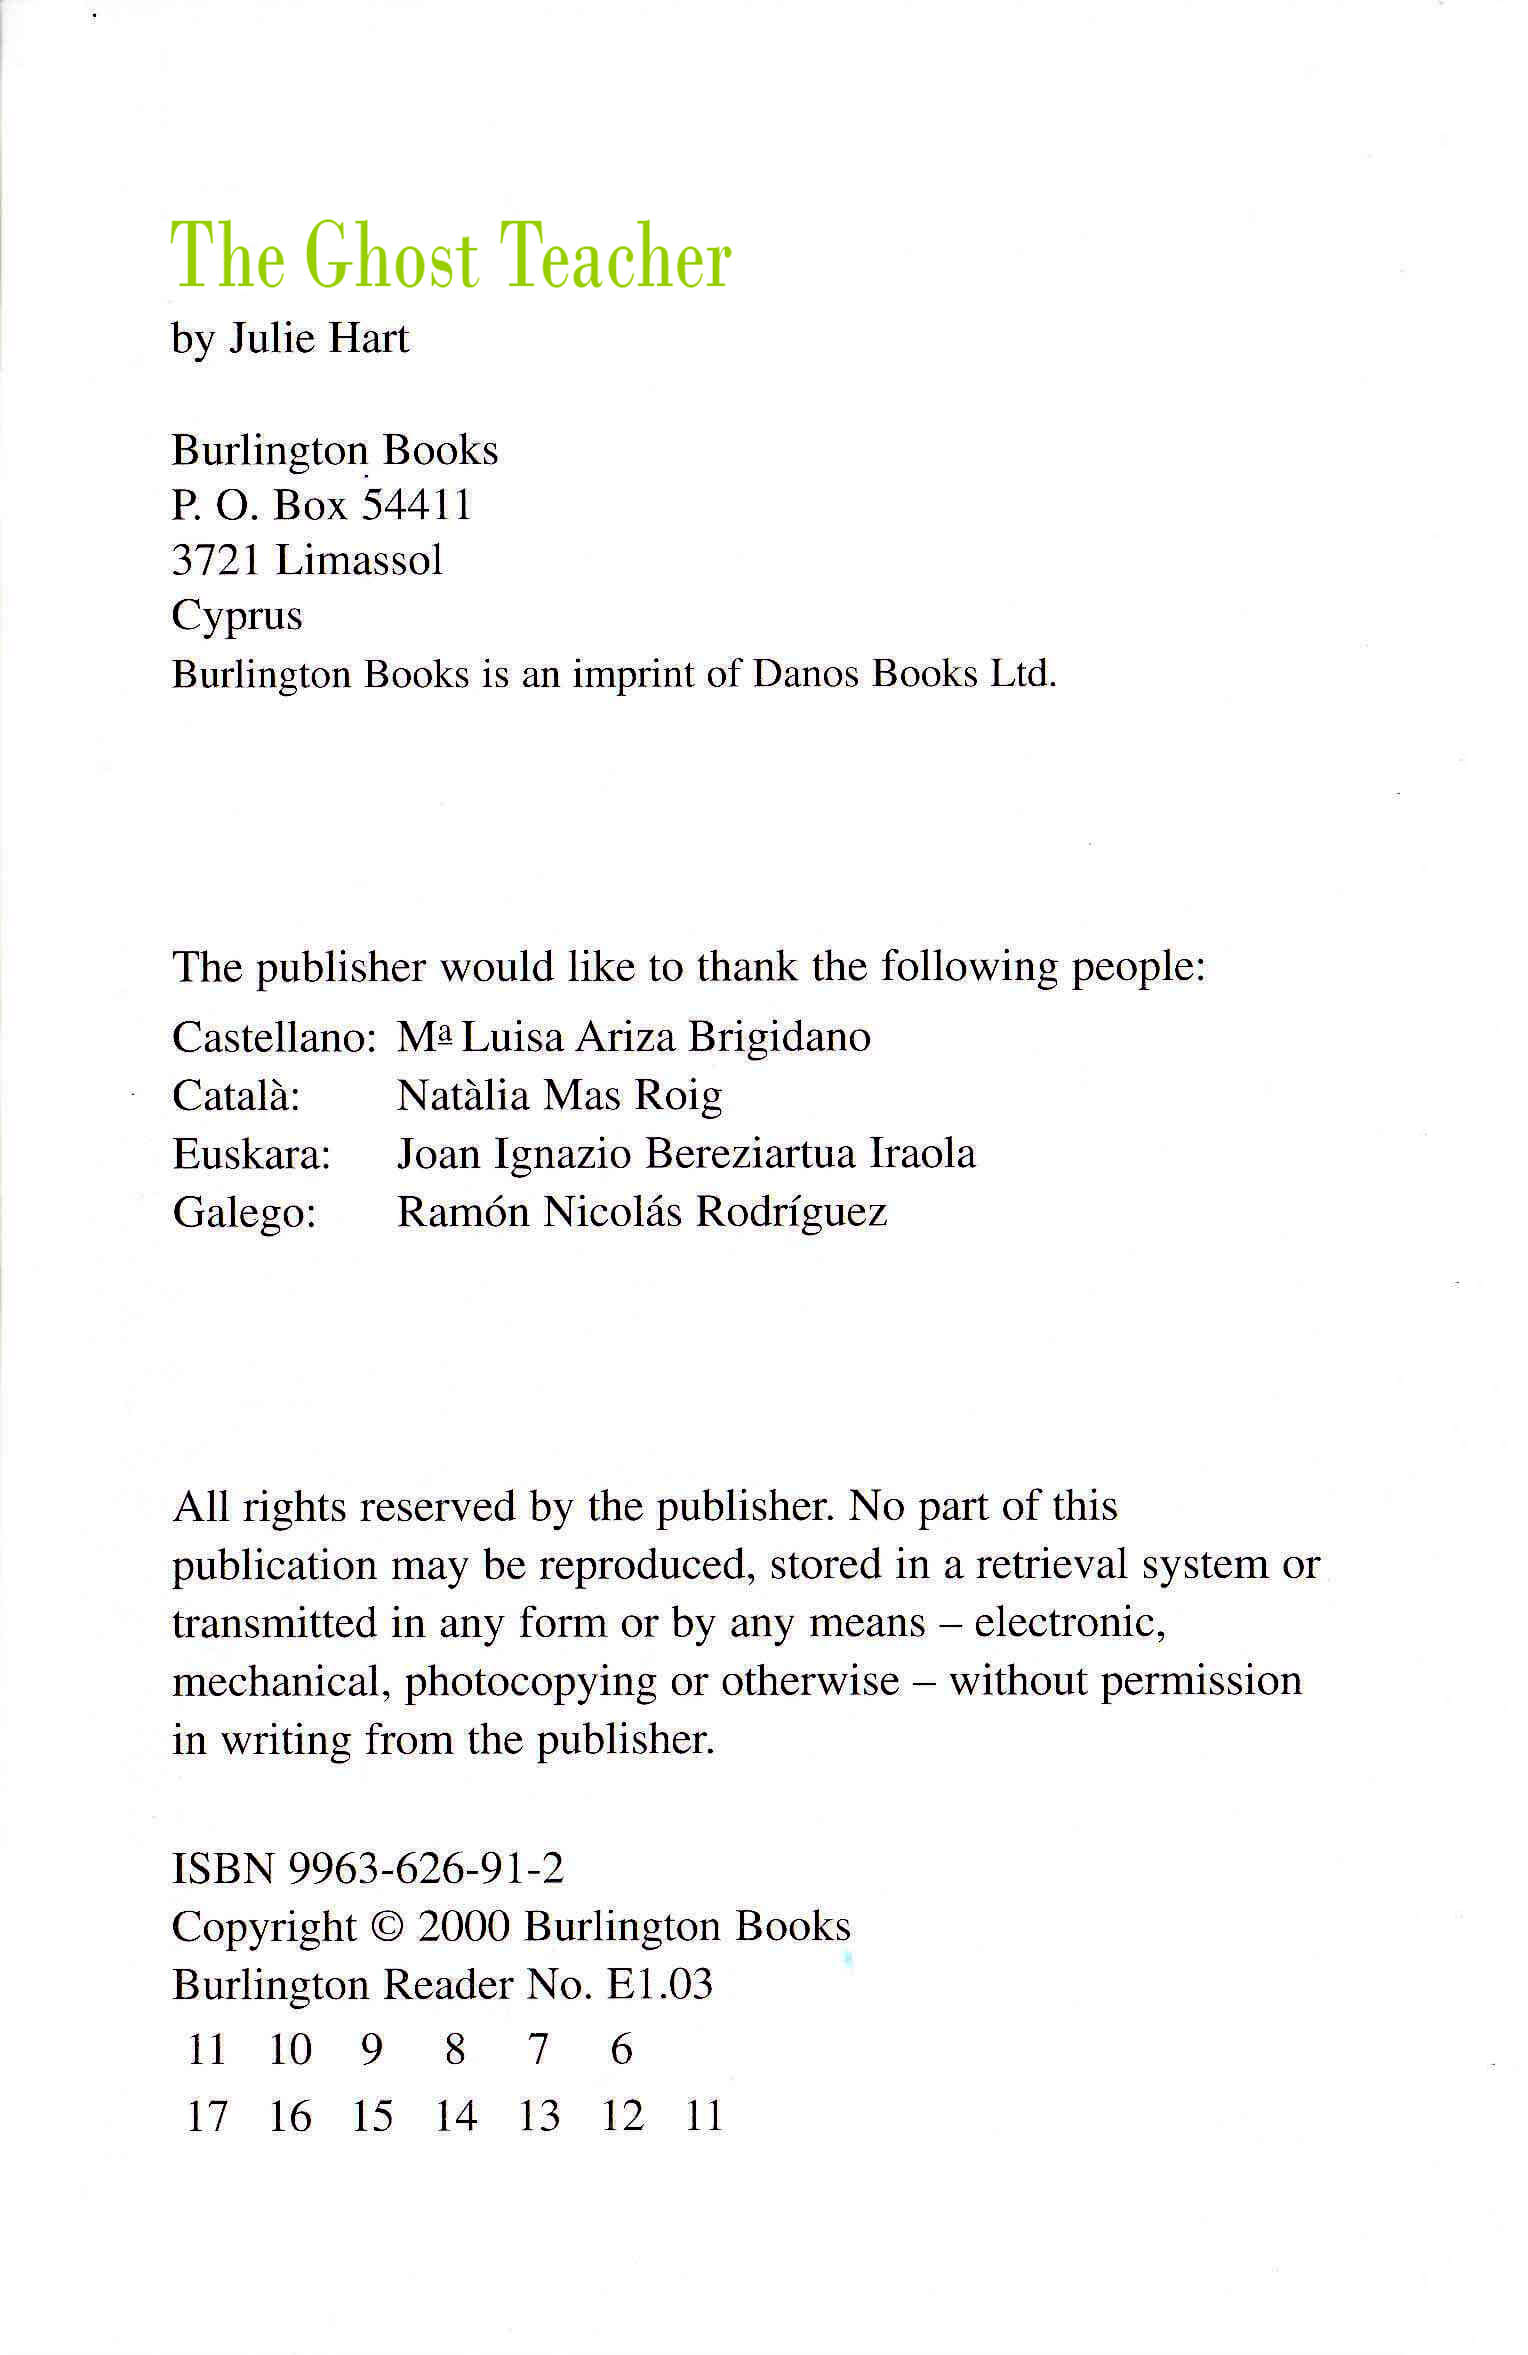 The Ghost Teacher
by Julie Hart
Burlington Books
P. O. Box 54411
3721 Limassol
Cyprus
Burlington Books is an imprint of Danos Books Ltd.
The publisher would like to thank the following people:
Castellano: Mª Luisa Ariza Brigidano
Català: Natàlia Mas Roig
Euskara: Joan Ignazio Bereziartua Iraola
Galego: Ramón Nicolás Rodríguez
All rights reserved by the publisher. No part of this
publication may be reproduced, stored in a retrieval system or
transmitted in any form or by any means – electronic,
mechanical, photocopying or otherwise – without permission
in writing from the publisher.
ISBN 9963-626-91-2
Copyright © 2000 Burlington Books
Burlington Reader No. E1.03
11 10 9 8 7 6
17 16 15 14 13 12 11